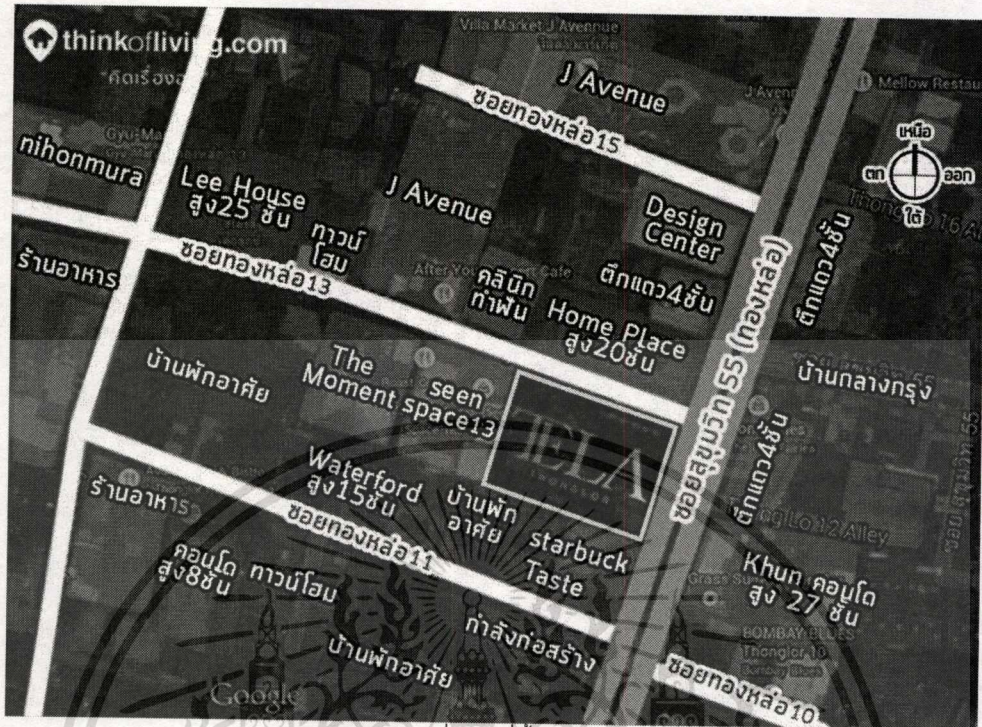 thinkofliving.com
Villa Market J Avennue
Mellow Restau
J Avenue
ซอยทองหล่อ15
เหนือ
ตก
ออก
ใต้
nihonmura
Lee House
สูง25 ชั้น
ทาวน์
โฮม
J Avenue
Design
Center
ตึกแถว4ชั้น
ตึกแถว4ชั้น
ร้านอาหาร
ซอยทองหล่อ13
คลินิก
ทำฟัน
Home Place
สูง20ชั้น
ซอยสุขุมวิท 55 (ทองหล่อ)
บ้านกลางกรุง
บ้านพักอาศัย
The
Moment
seen
space13
TELA
THONGLOR
ตึกแถว4ชั้น
ร้านอาหาร
Waterford
สูง15ชั้น
บ้านพัก
อาศัย
starbuck
Taste
ซอยทองหล่อ11
Khun คอนโด
สูง 27 ชั้น
คอนโด
สูง8ชั้น
ทาวน์โฮม
บ้านพักอาศัย
กำลังก่อสร้าง
BOMBAY BLUES
Thonglor 10
Bombay Blues
ซอยทองหล่อ10
Google